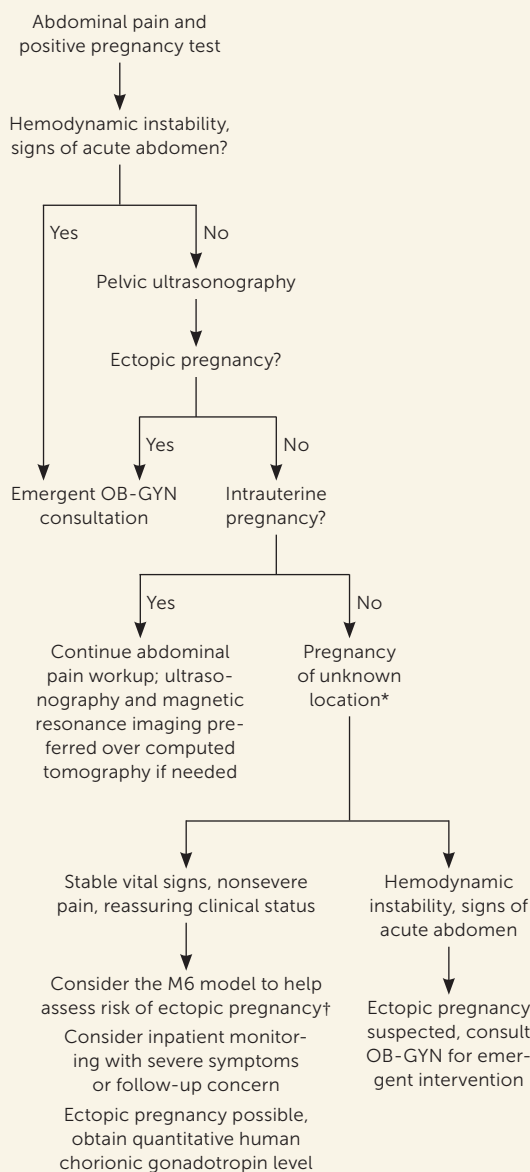 Abdominal pain and
positive pregnancy test
Hemodynamic instability,
signs of acute abdomen?
Yes
No
Pelvic ultrasonography
Ectopic pregnancy?
Yes
No
Emergent OB-GYN
consultation
Intrauterine
pregnancy?
Yes
No
Continue abdominal
pain workup; ultraso-
nography and magnetic
resonance imaging pre-
ferred over computed
tomography if needed
Pregnancy
of unknown
location*
Stable vital signs, nonsevere
pain, reassuring clinical status
Hemodynamic
instability, signs of
acute abdomen
Consider the M6 model to help
assess risk of ectopic pregnancy†
Consider inpatient monitor-
ing with severe symptoms
or follow-up concern
Ectopic pregnancy possible,
obtain quantitative human
chorionic gonadotropin level
Ectopic pregnancy
suspected, consult
OB-GYN for emer-
gent intervention